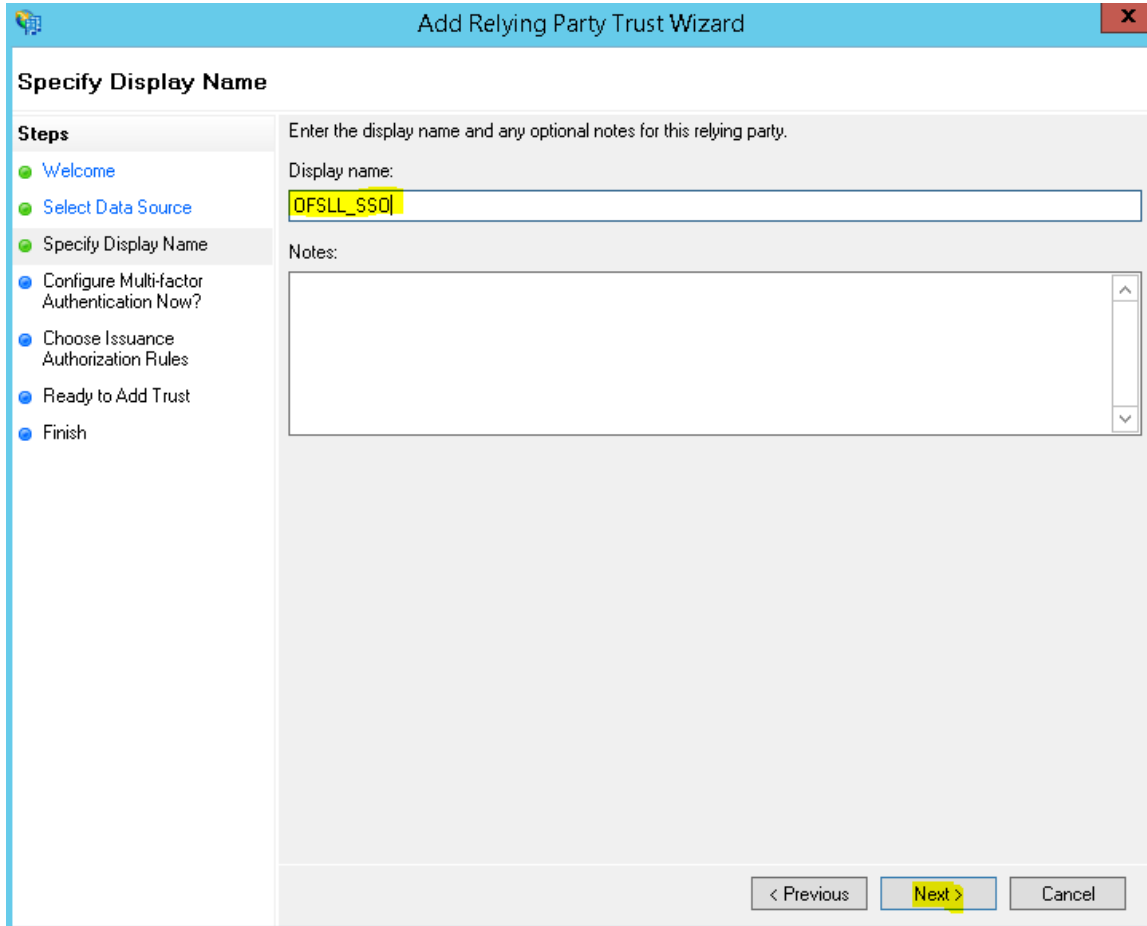 Add Relying Party Trust Wizard
x
Specify Display Name
Steps
Welcome
Select Data Source
Specify Display Name
Configure Multi-factor
Authentication Now?
Choose Issuance
Authorization Rules
Ready to Add Trust
Finish
Enter the display name and any optional notes for this relying party.
Display name:
OFSLL_SSO
Notes:
< Previous
Next >
Cancel